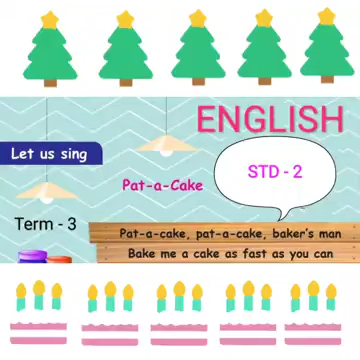 ENGLISH
Let us sing
STD - 2
Pat-a-Cake
Term - 3
Pat-a-cake, pat-a-cake, baker's man
Bake me a cake as fast as you can